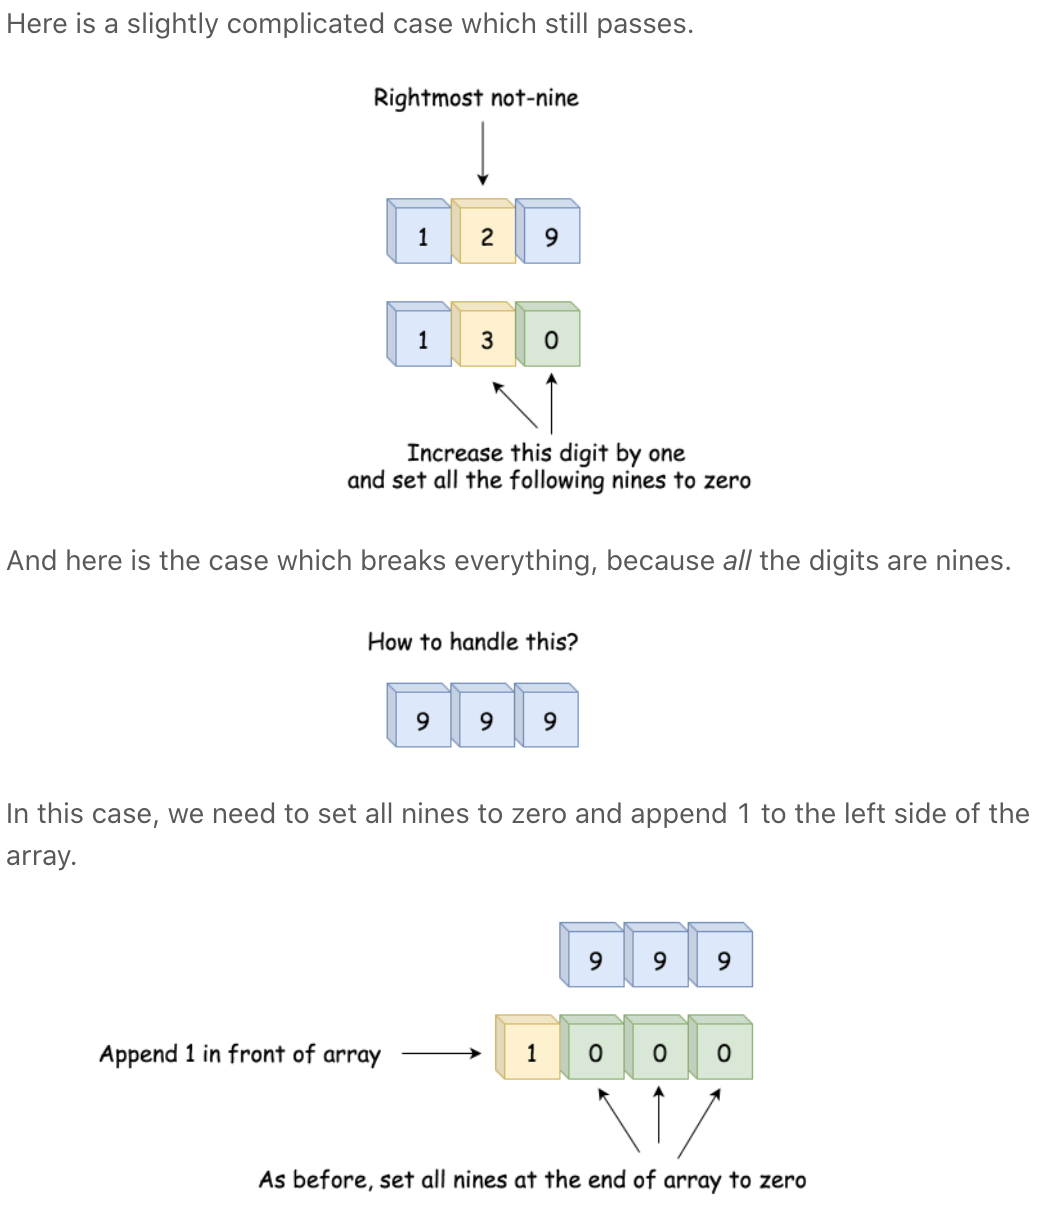 Here is a slightly complicated case which still passes.
Rightmost not-nine
1 2 9
1 3 0
Increase this digit by one
and set all the following nines to zero
And here is the case which breaks everything, because all the digits are nines.
How to handle this?
9 9 9
In this case, we need to set all nines to zero and append 1 to the left side of the
array.
9 9 9
Append 1 in front of array 1 0 0 0
As before, set all nines at the end of array to zero